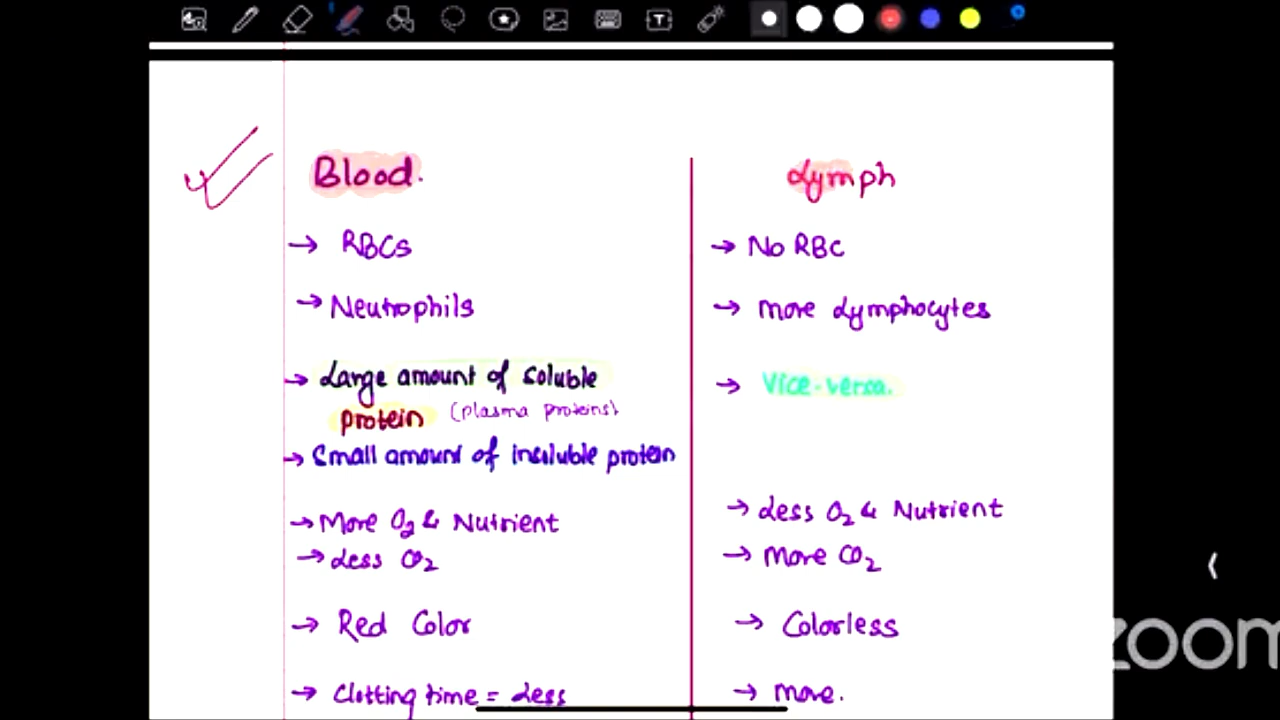 Blood.
Lymph
→ RBCs
→ No RBC
→ Neutrophils
→ more Lymphocytes
→ Large amount of soluble
protein (plasma proteins)
→ Vice-versa.
→ Small amount of insoluble protein
→ More O2 & Nutrient
→ Less O2 & Nutrient
→ Less CO2
→ More CO2
→ Red Color
→ Colorless
→ Clotting time = Less
→ more.
zoom